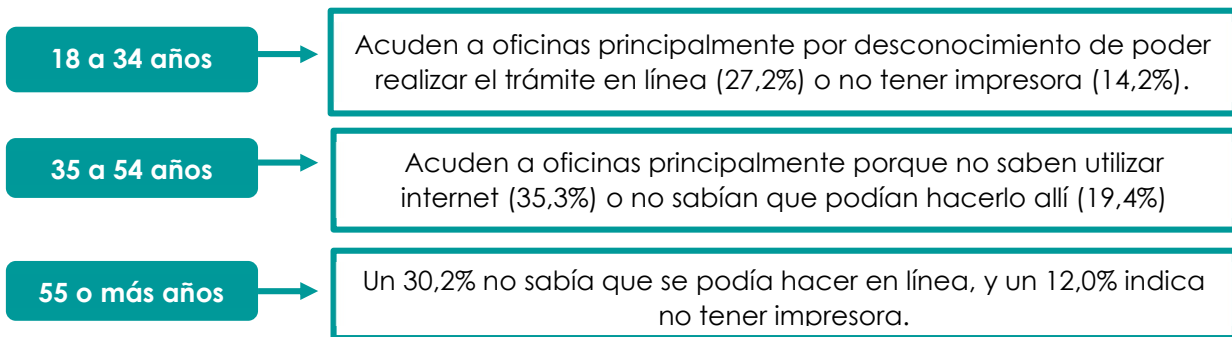 18 a 34 años
Acuden a oficinas principalmente por desconocimiento de poder
realizar el trámite en línea (27,2%) o no tener impresora (14,2%).
35 a 54 años
Acuden a oficinas principalmente porque no saben utilizar
internet (35,3%) o no sabían que podían hacerlo allí (19,4%)
55 o más años
Un 30,2% no sabía que se podía hacer en línea, y un 12,0% indica
no tener impresora.